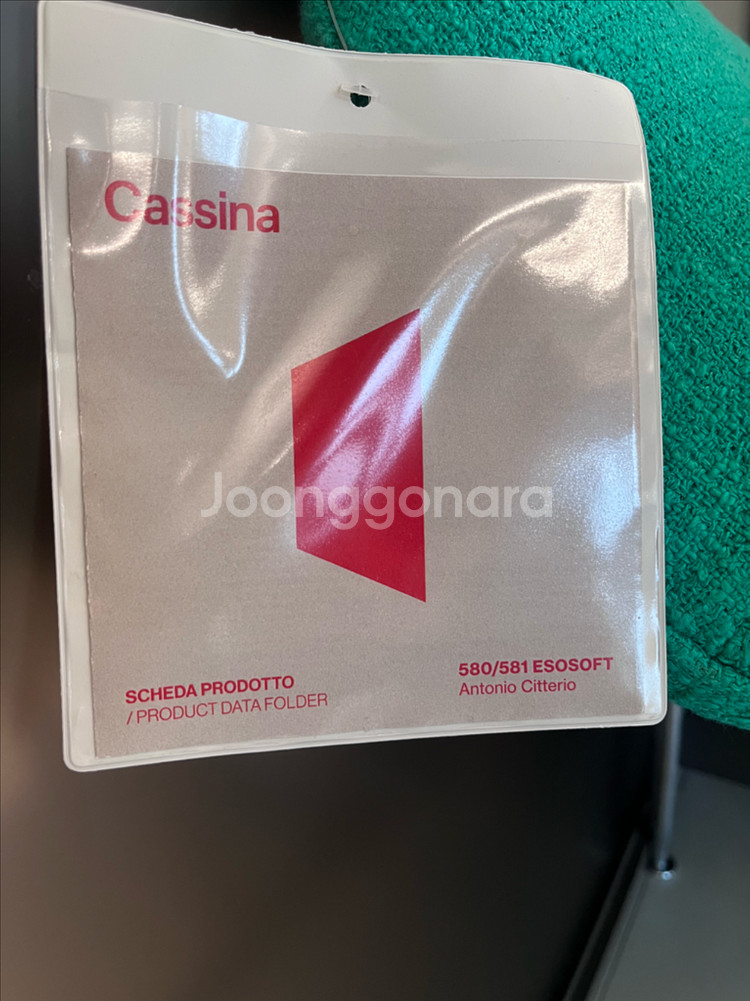 Cassina
Joonggonara
SCHEDA PRODOTTO
/ PRODUCT DATA FOLDER
580/581 ESOSOFT
Antonio Citterio